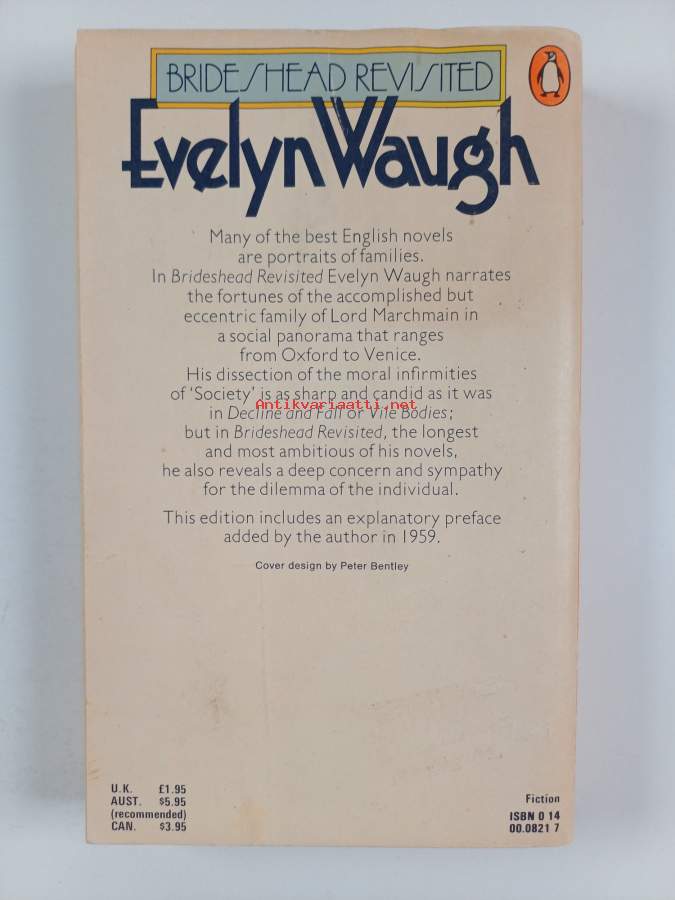 BRIDESHEAD REVISITED
Evelyn Waugh
Many of the best English novels
are portraits of families.
In Brideshead Revisited Evelyn Waugh narrates
the fortunes of the accomplished but
eccentric family of Lord Marchmain in
a social panorama that ranges
from Oxford to Venice.
His dissection of the moral infirmities
of ‘Society’ is as sharp and candid as it was
Antikvariaatti.net
in Decline and Fall or Vile Bodies;
but in Brideshead Revisited, the longest
and most ambitious of his novels,
he also reveals a deep concern and sympathy
for the dilemma of the individual.
This edition includes an explanatory preface
added by the author in 1959.
Cover design by Peter Bentley
U.K. £1.95
AUST. $5.95
(recommended)
CAN. $3.95
Fiction
ISBN 0 14
00.0821 7